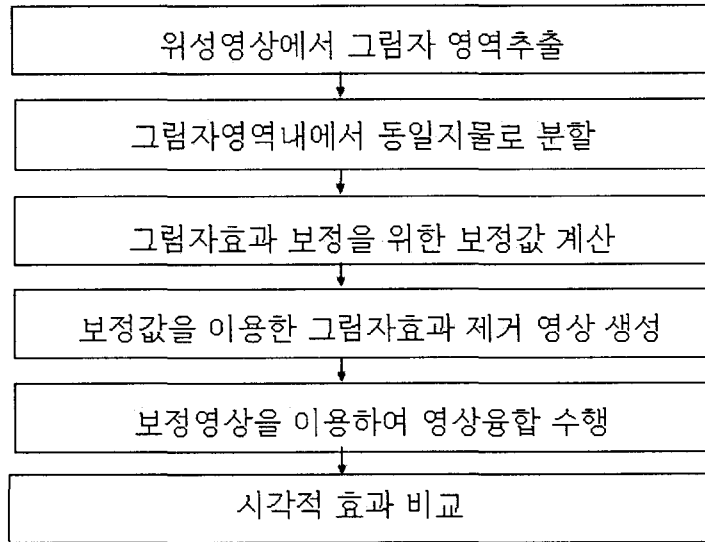 위성영상에서 그림자 영역추출
그림자영역내에서 동일지물로 분할
그림자효과 보정을 위한 보정값 계산
보정값을 이용한 그림자효과 제거 영상 생성
보정영상을 이용하여 영상융합 수행
시각적 효과 비교